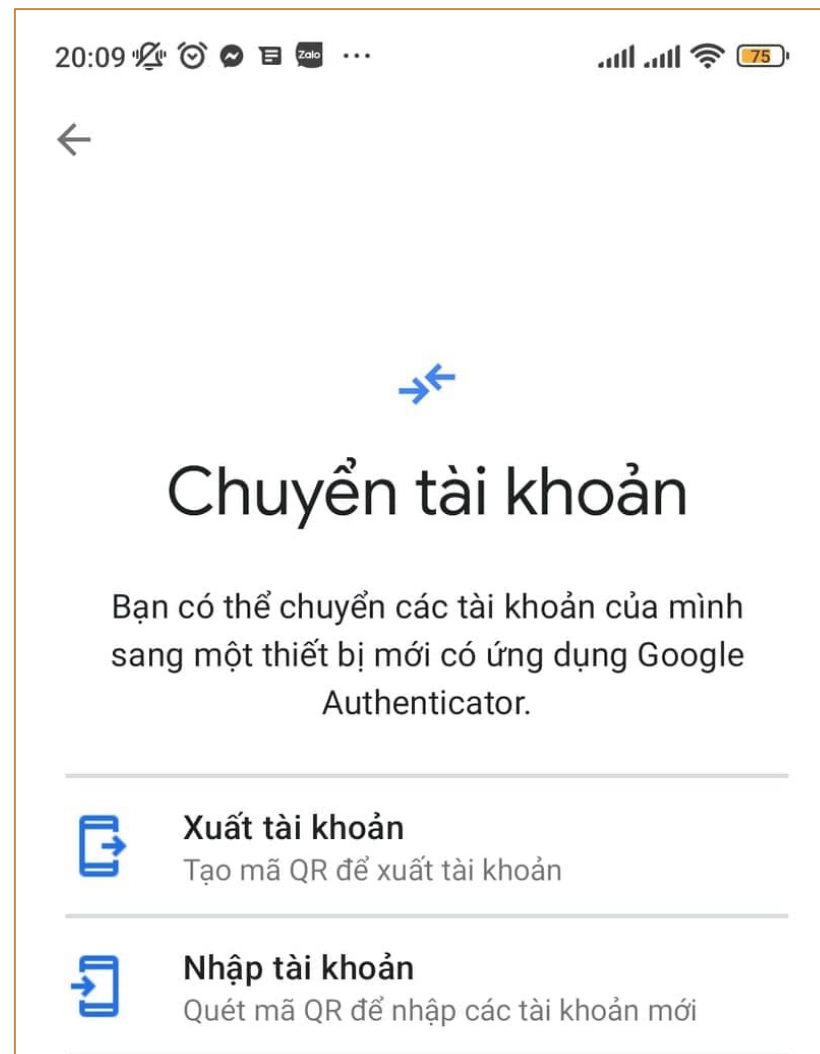 20:09 Zalo ... 75
Chuyển tài khoản
Bạn có thể chuyển các tài khoản của mình
sang một thiết bị mới có ứng dụng Google
Authenticator.
Xuất tài khoản
Tạo mã QR để xuất tài khoản
Nhập tài khoản
Quét mã QR để nhập các tài khoản mới